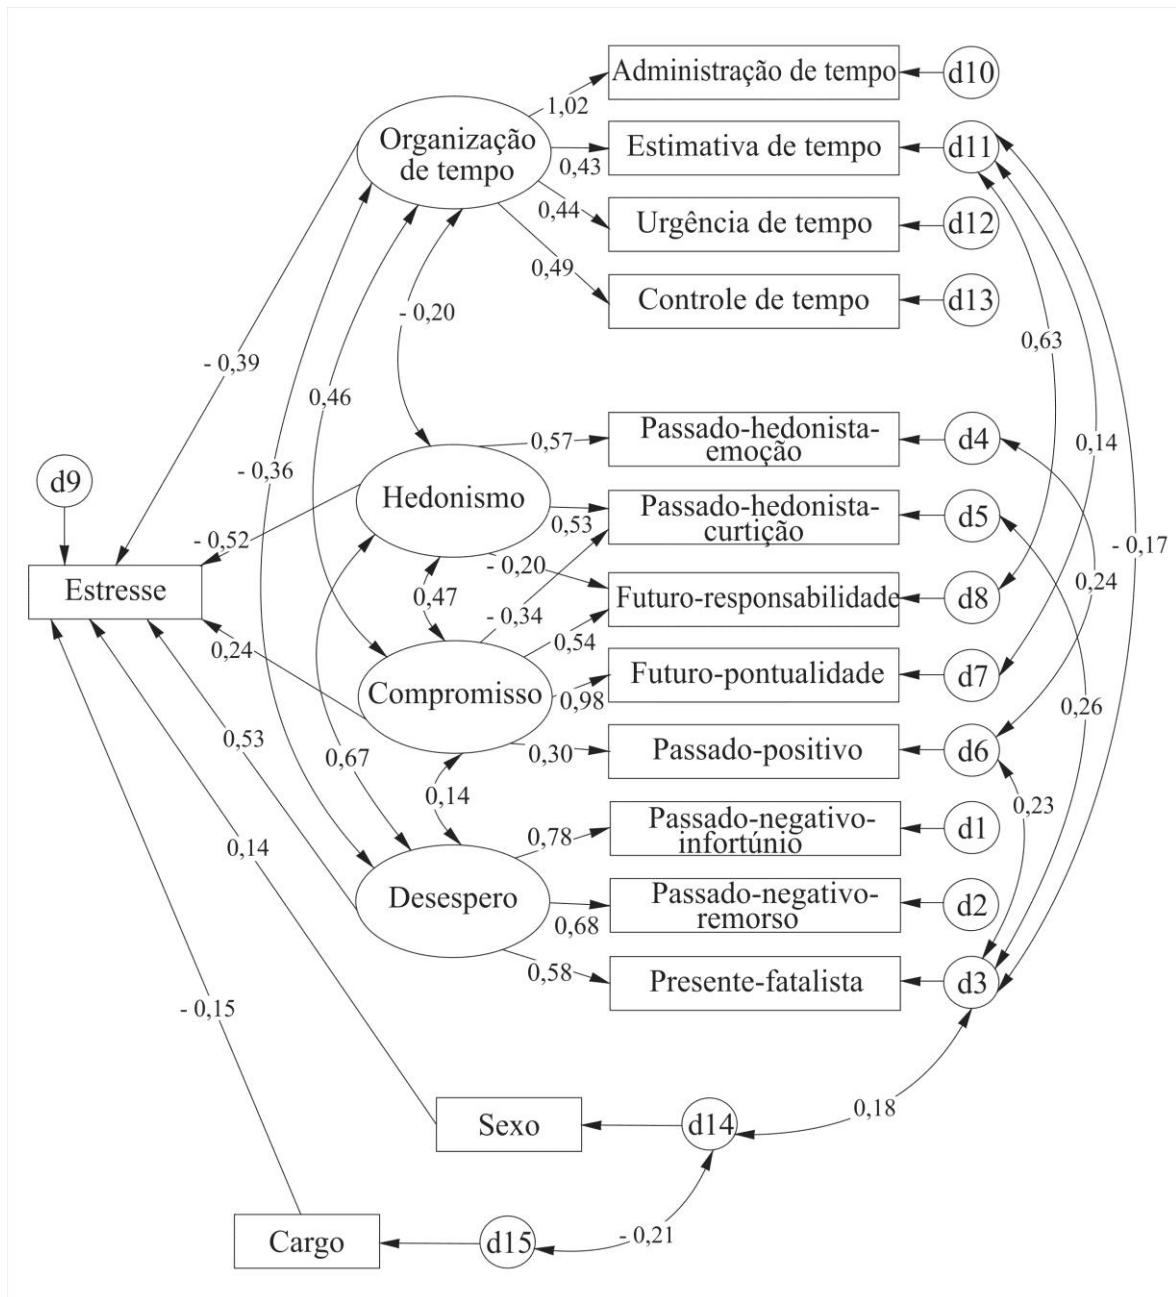 Administração de tempo
d10
1,02
Organização
de tempo
Estimativa de tempo
d11
0,43
Urgência de tempo
d12
0,44
Controle de tempo
d13
0,49
- 0,20
0,63
- 0,39
0,46
Passado-hedonista-
emoção
d4
0,57
0,14
- 0,36
d9
Hedonismo
Passado-hedonista-
curtição
d5
0,53
- 0,52
- 0,17
- 0,20
0,24
Estresse
0,47
Futuro-responsabilidade
d8
- 0,34
0,54
0,24
Compromisso
Futuro-pontualidade
d7
0,98
0,26
0,53
Passado-positivo
d6
0,30
0,67
0,14
0,23
Passado-negativo-
infortúnio
d1
0,78
0,14
Desespero
Passado-negativo-
remorso
d2
0,68
Presente-fatalista
d3
0,58
- 0,15
0,18
Sexo
d14
- 0,21
Cargo
d15